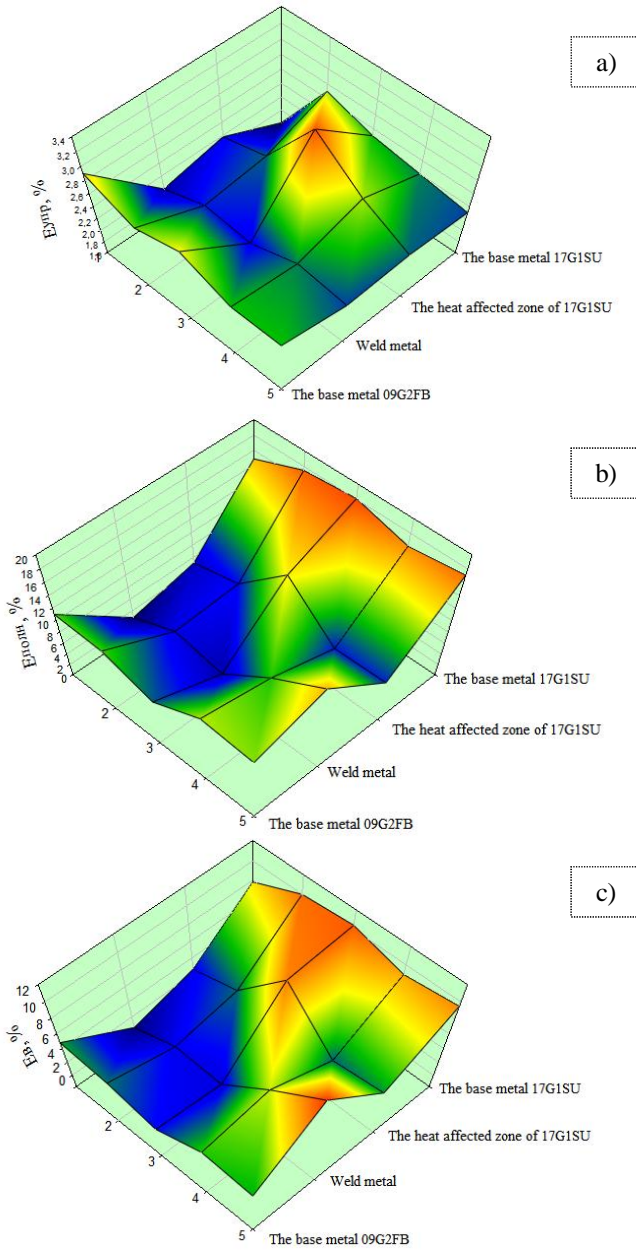 a)
3,4
3,2
3,0
2,8
2,6
2,4
2,2
2,0
1,8
Еупр, %
2
3
4
5
The base metal 17G1SU
The heat affected zone of 17G1SU
Weld metal
The base metal 09G2FB
b)
20
18
16
14
12
10
8
6
4
2
0
Еполн, %
2
3
4
5
The base metal 17G1SU
The heat affected zone of 17G1SU
Weld metal
The base metal 09G2FB
c)
12
10
8
6
4
2
0
Ев, %
2
3
4
5
The base metal 17G1SU
The heat affected zone of 17G1SU
Weld metal
The base metal 09G2FB